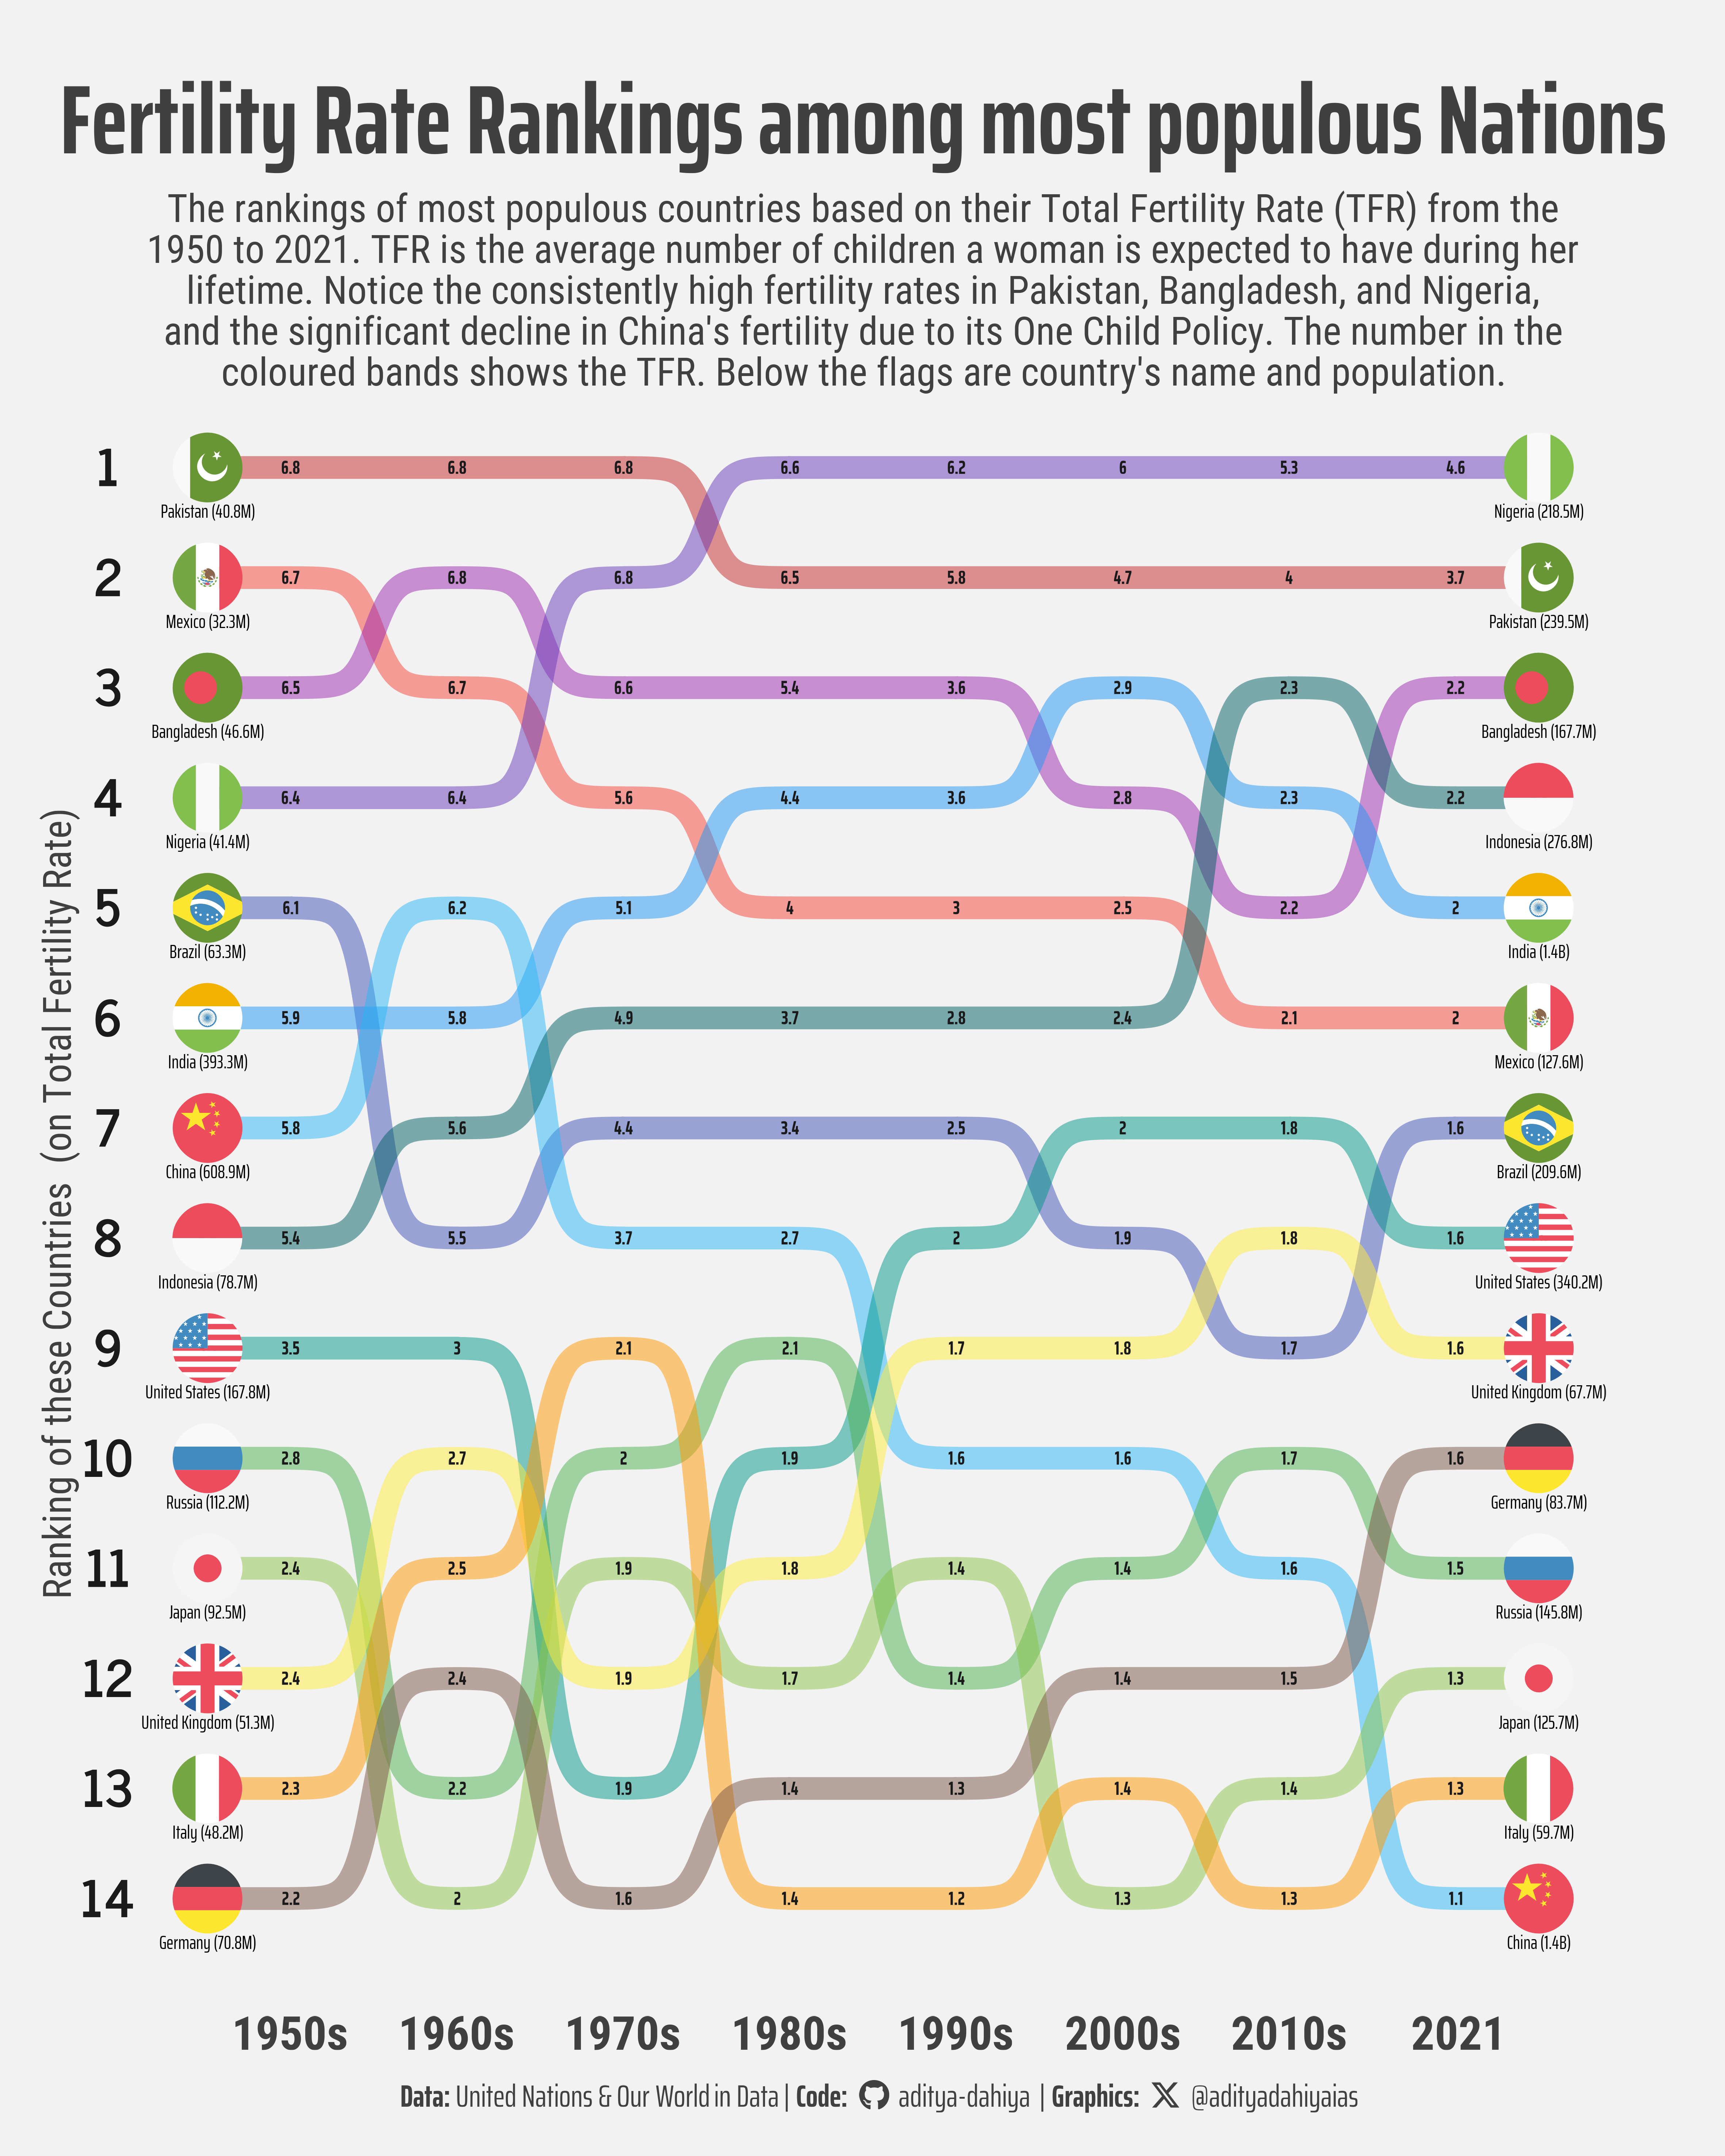 Fertility Rate Rankings among most populous Nations
The rankings of most populous countries based on their Total Fertility Rate (TFR) from the
1950 to 2021. TFR is the average number of children a woman is expected to have during her
lifetime. Notice the consistently high fertility rates in Pakistan, Bangladesh, and Nigeria,
and the significant decline in China's fertility due to its One Child Policy. The number in the
coloured bands shows the TFR. Below the flags are country's name and population.
Ranking of these Countries (on Total Fertility Rate)
1 6.8 6.8 6.8 6.6 6.2 6 5.3 4.6
Pakistan (40.8M) Nigeria (218.5M)
2 6.7 6.8 6.8 6.5 5.8 4.7 4 3.7
Mexico (32.3M) Pakistan (239.5M)
3 6.5 6.7 6.6 5.4 3.6 2.9 2.3 2.2
Bangladesh (46.6M) Bangladesh (167.7M)
4 6.4 6.4 5.6 4.4 3.6 2.8 2.3 2.2
Nigeria (41.4M) Indonesia (276.8M)
5 6.1 6.2 5.1 4 3 2.5 2.2 2
Brazil (63.3M) India (1.4B)
6 5.9 5.8 4.9 3.7 2.8 2.4 2.1 2
India (393.3M) Mexico (127.6M)
7 5.8 5.6 4.4 3.4 2.5 2 1.8 1.6
China (608.9M) Brazil (209.6M)
8 5.4 5.5 3.7 2.7 2 1.9 1.8 1.6
Indonesia (78.7M) United States (340.2M)
9 3.5 3 2.1 2.1 1.7 1.8 1.7 1.6
United States (167.8M) United Kingdom (67.7M)
10 2.8 2.7 2 1.9 1.6 1.6 1.7 1.6
Russia (112.2M) Germany (83.7M)
11 2.4 2.5 1.9 1.8 1.4 1.4 1.6 1.5
Japan (92.5M) Russia (145.8M)
12 2.4 2.4 1.9 1.7 1.4 1.4 1.5 1.3
United Kingdom (51.3M) Japan (125.7M)
13 2.3 2.2 1.9 1.4 1.3 1.4 1.4 1.3
Italy (48.2M) Italy (59.7M)
14 2.2 2 1.6 1.4 1.2 1.3 1.3 1.1
Germany (70.8M) China (1.4B)
1950s 1960s 1970s 1980s 1990s 2000s 2010s 2021
Data: United Nations & Our World in Data | Code: aditya-dahiya | Graphics: @adityadahiyaias